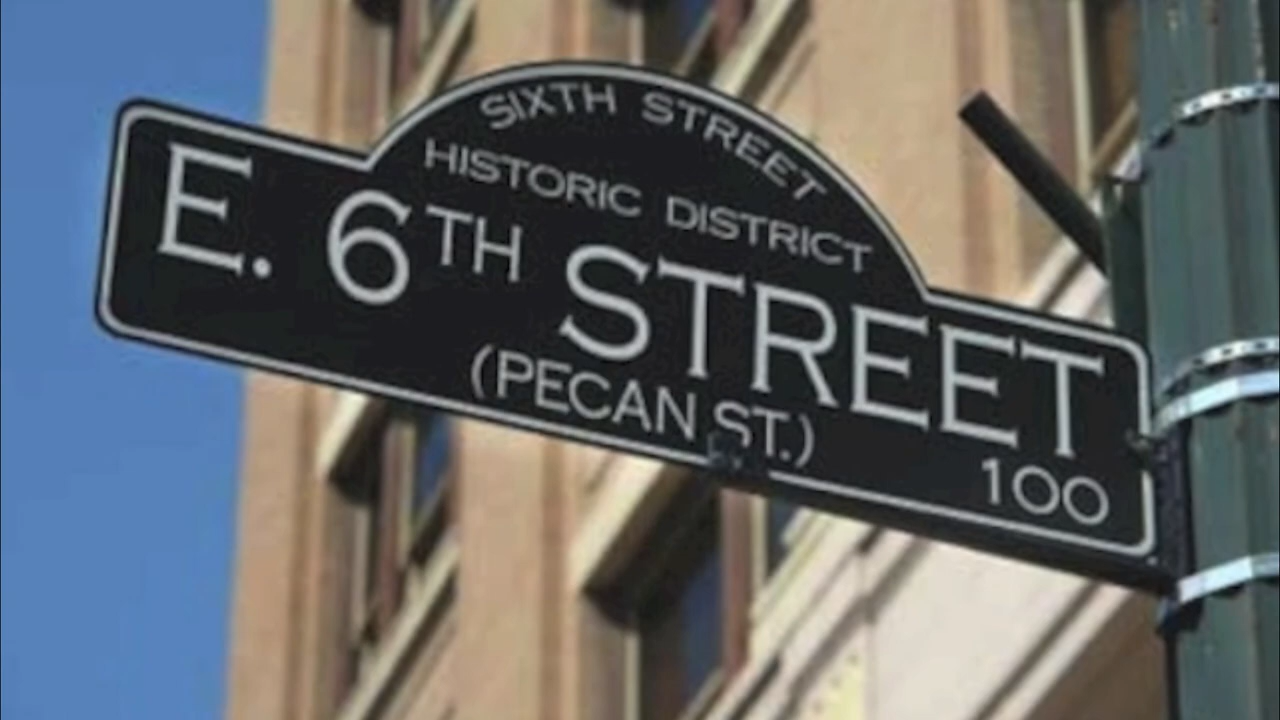 SIXTH STREET
HISTORIC DISTRICT
E. 6TH STREET
(PECAN ST.)
100